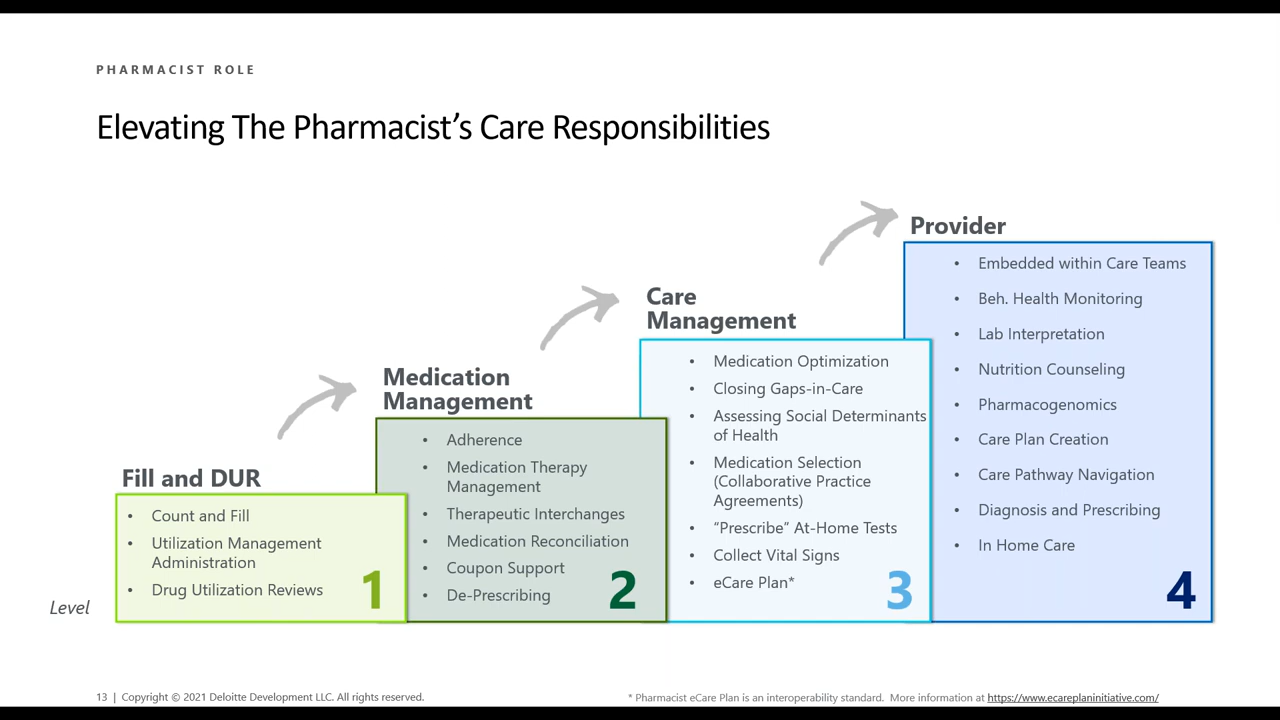 PHARMACIST ROLE
Elevating The Pharmacist’s Care Responsibilities
Level
Fill and DUR
• Count and Fill
• Utilization Management
Administration
• Drug Utilization Reviews
1
Medication
Management
• Adherence
• Medication Therapy
Management
• Therapeutic Interchanges
• Medication Reconciliation
• Coupon Support
• De-Prescribing
2
Care
Management
• Medication Optimization
• Closing Gaps-in-Care
• Assessing Social Determinants
of Health
• Medication Selection
(Collaborative Practice
Agreements)
• “Prescribe” At-Home Tests
• Collect Vital Signs
• eCare Plan*
3
Provider
• Embedded within Care Teams
• Beh. Health Monitoring
• Lab Interpretation
• Nutrition Counseling
• Pharmacogenomics
• Care Plan Creation
• Care Pathway Navigation
• Diagnosis and Prescribing
• In Home Care
4
13 | Copyright © 2021 Deloitte Development LLC. All rights reserved.
* Pharmacist eCare Plan is an interoperability standard. More information at https://www.ecareplaninitiative.com/